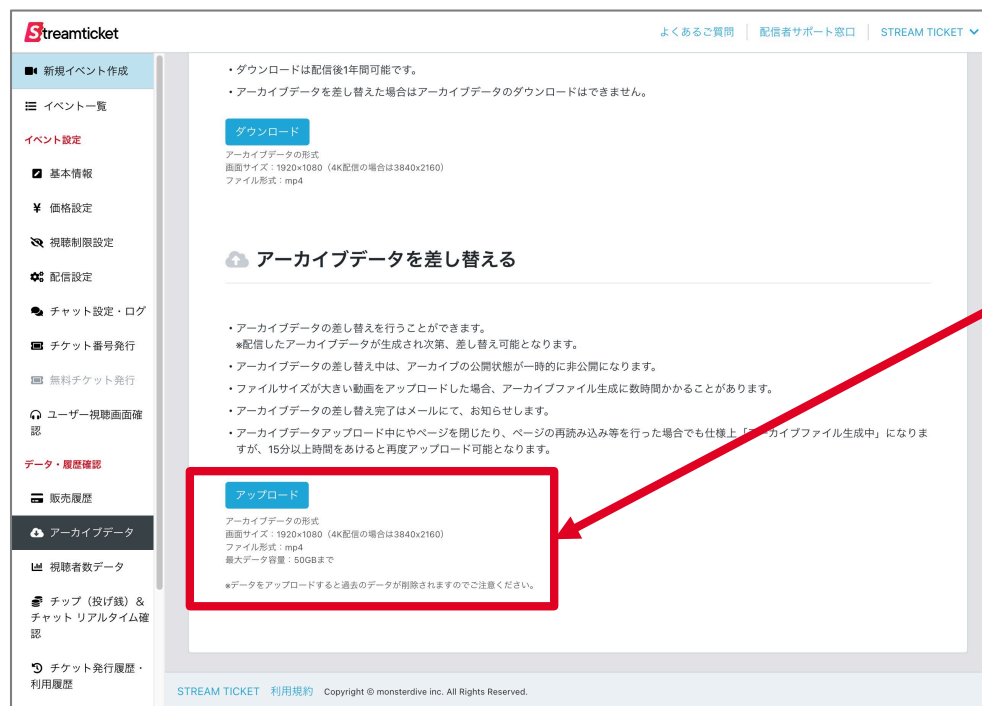 Streamticket
よくあるご質問
配信者サポート窓口
STREAM TICKET
新規イベント作成
イベント一覧
イベント設定
基本情報
価格設定
視聴制限設定
配信設定
チャット設定・ログ
チケット番号発行
無料チケット発行
ユーザー視聴画面確
認
データ・履歴確認
販売履歴
アーカイブデータ
視聴者数データ
チップ（投げ銭）&
チャット リアルタイム確
認
チケット発行履歴・
利用履歴
・ダウンロードは配信後1年間可能です。
・アーカイブデータを差し替えた場合はアーカイブデータのダウンロードはできません。
ダウンロード
アーカイブデータの形式
画面サイズ：1920×1080（4K配信の場合は3840x2160）
ファイル形式：mp4
アーカイブデータを差し替える
・アーカイブデータの差し替えを行うことができます。
※配信したアーカイブデータが生成され次第、差し替え可能となります。
・アーカイブデータの差し替え中は、アーカイブの公開状態が一時的に非公開になります。
・ファイルサイズが大きい動画をアップロードした場合、アーカイブファイル生成に数時間かかることがあります。
・アーカイブデータの差し替え完了はメールにて、お知らせします。
・アーカイブデータアップロード中にやページを閉じたり、ページの再読み込み等を行った場合でも仕様上「アーカイブファイル生成中」になりま
すが、15分以上時間をあけると再度アップロード可能となります。
アップロード
アーカイブデータの形式
画面サイズ：1920×1080（4K配信の場合は3840x2160）
ファイル形式：mp4
最大データ容量：50GBまで
※データをアップロードすると過去のデータが削除されますのでご注意ください。
STREAM TICKET 利用規約 Copyright © monsterdive inc. All Rights Reserved.